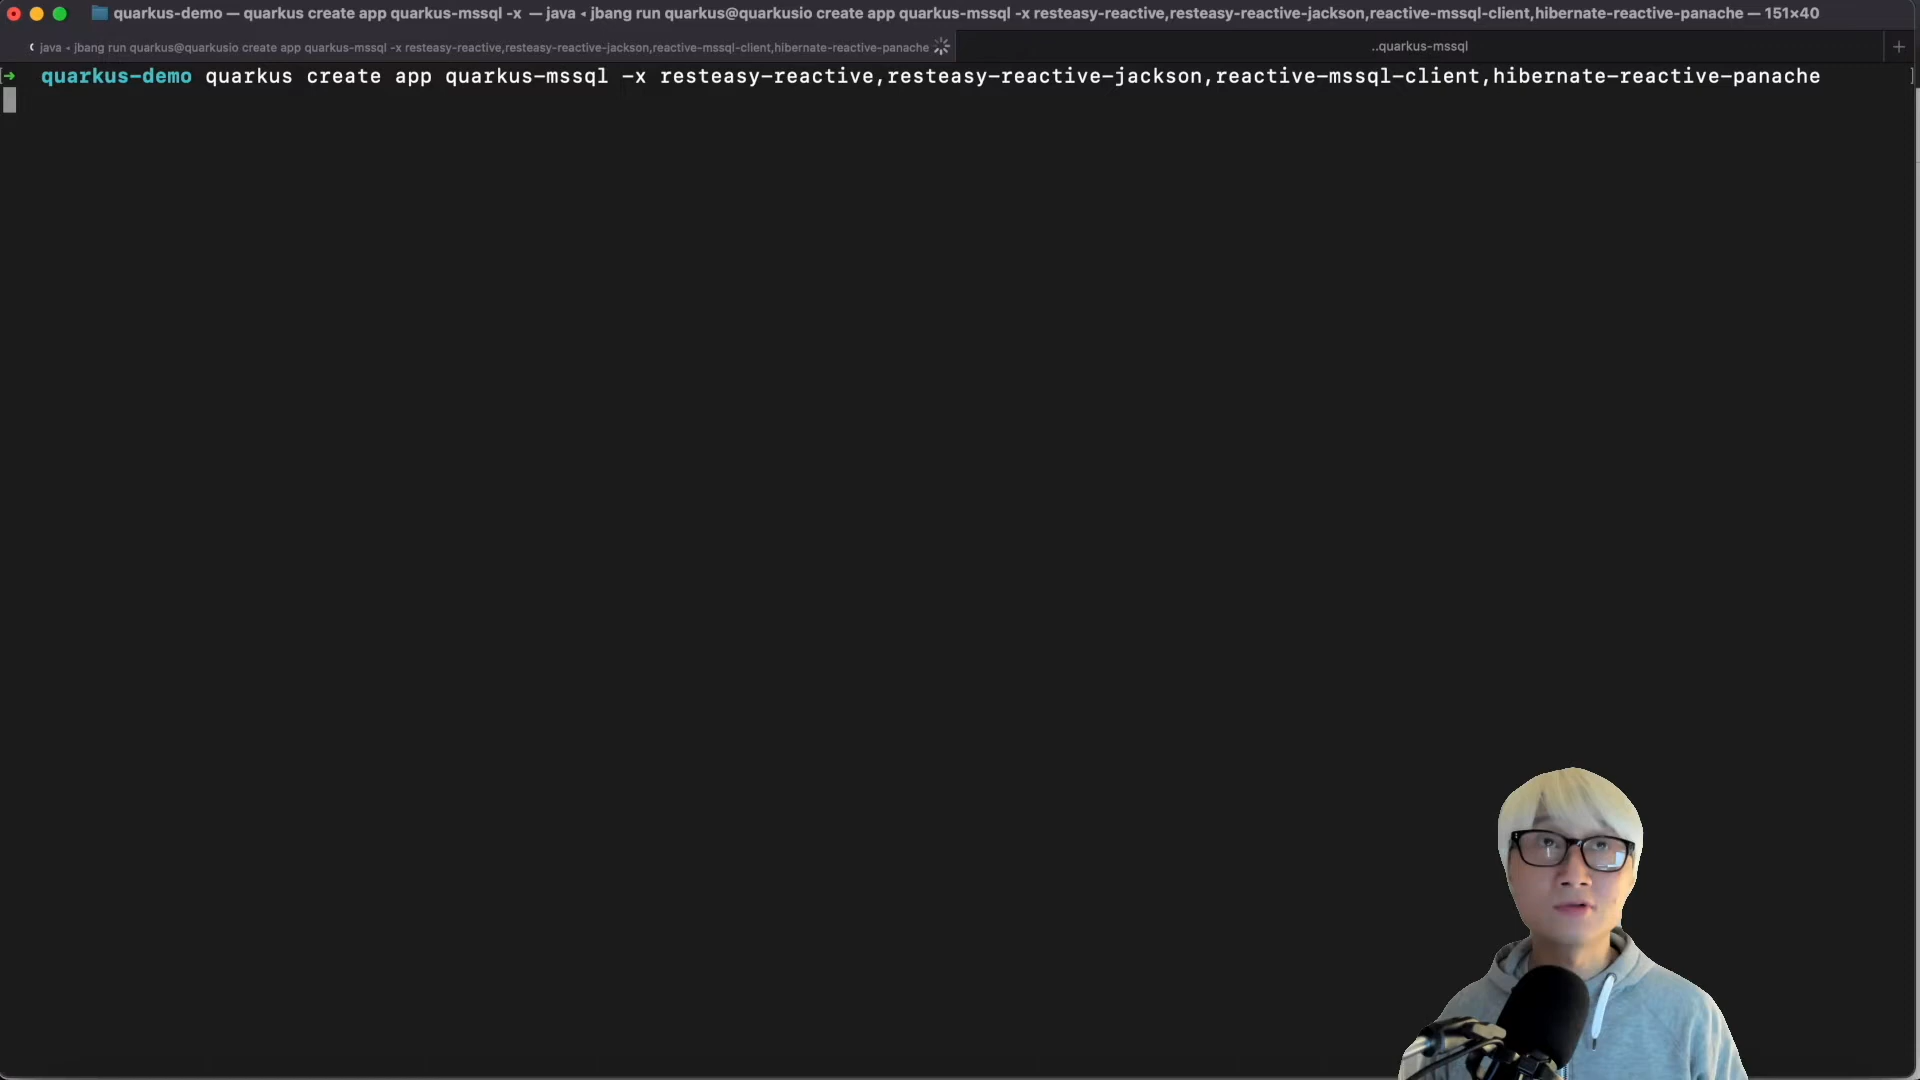 quarkus-demo — quarkus create app quarkus-mssql -x — java ◂ jbang run quarkus@quarkusio create app quarkus-mssql -x resteasy-reactive,resteasy-reactive-jackson,reactive-mssql-client,hibernate-reactive-panache — 151×40
java ◂ jbang run quarkus@quarkusio create app quarkus-mssql -x resteasy-reactive,resteasy-reactive-jackson,reactive-mssql-client,hibernate-reactive-panache
..quarkus-mssql
+
➜ quarkus-demo quarkus create app quarkus-mssql -x resteasy-reactive,resteasy-reactive-jackson,reactive-mssql-client,hibernate-reactive-panache